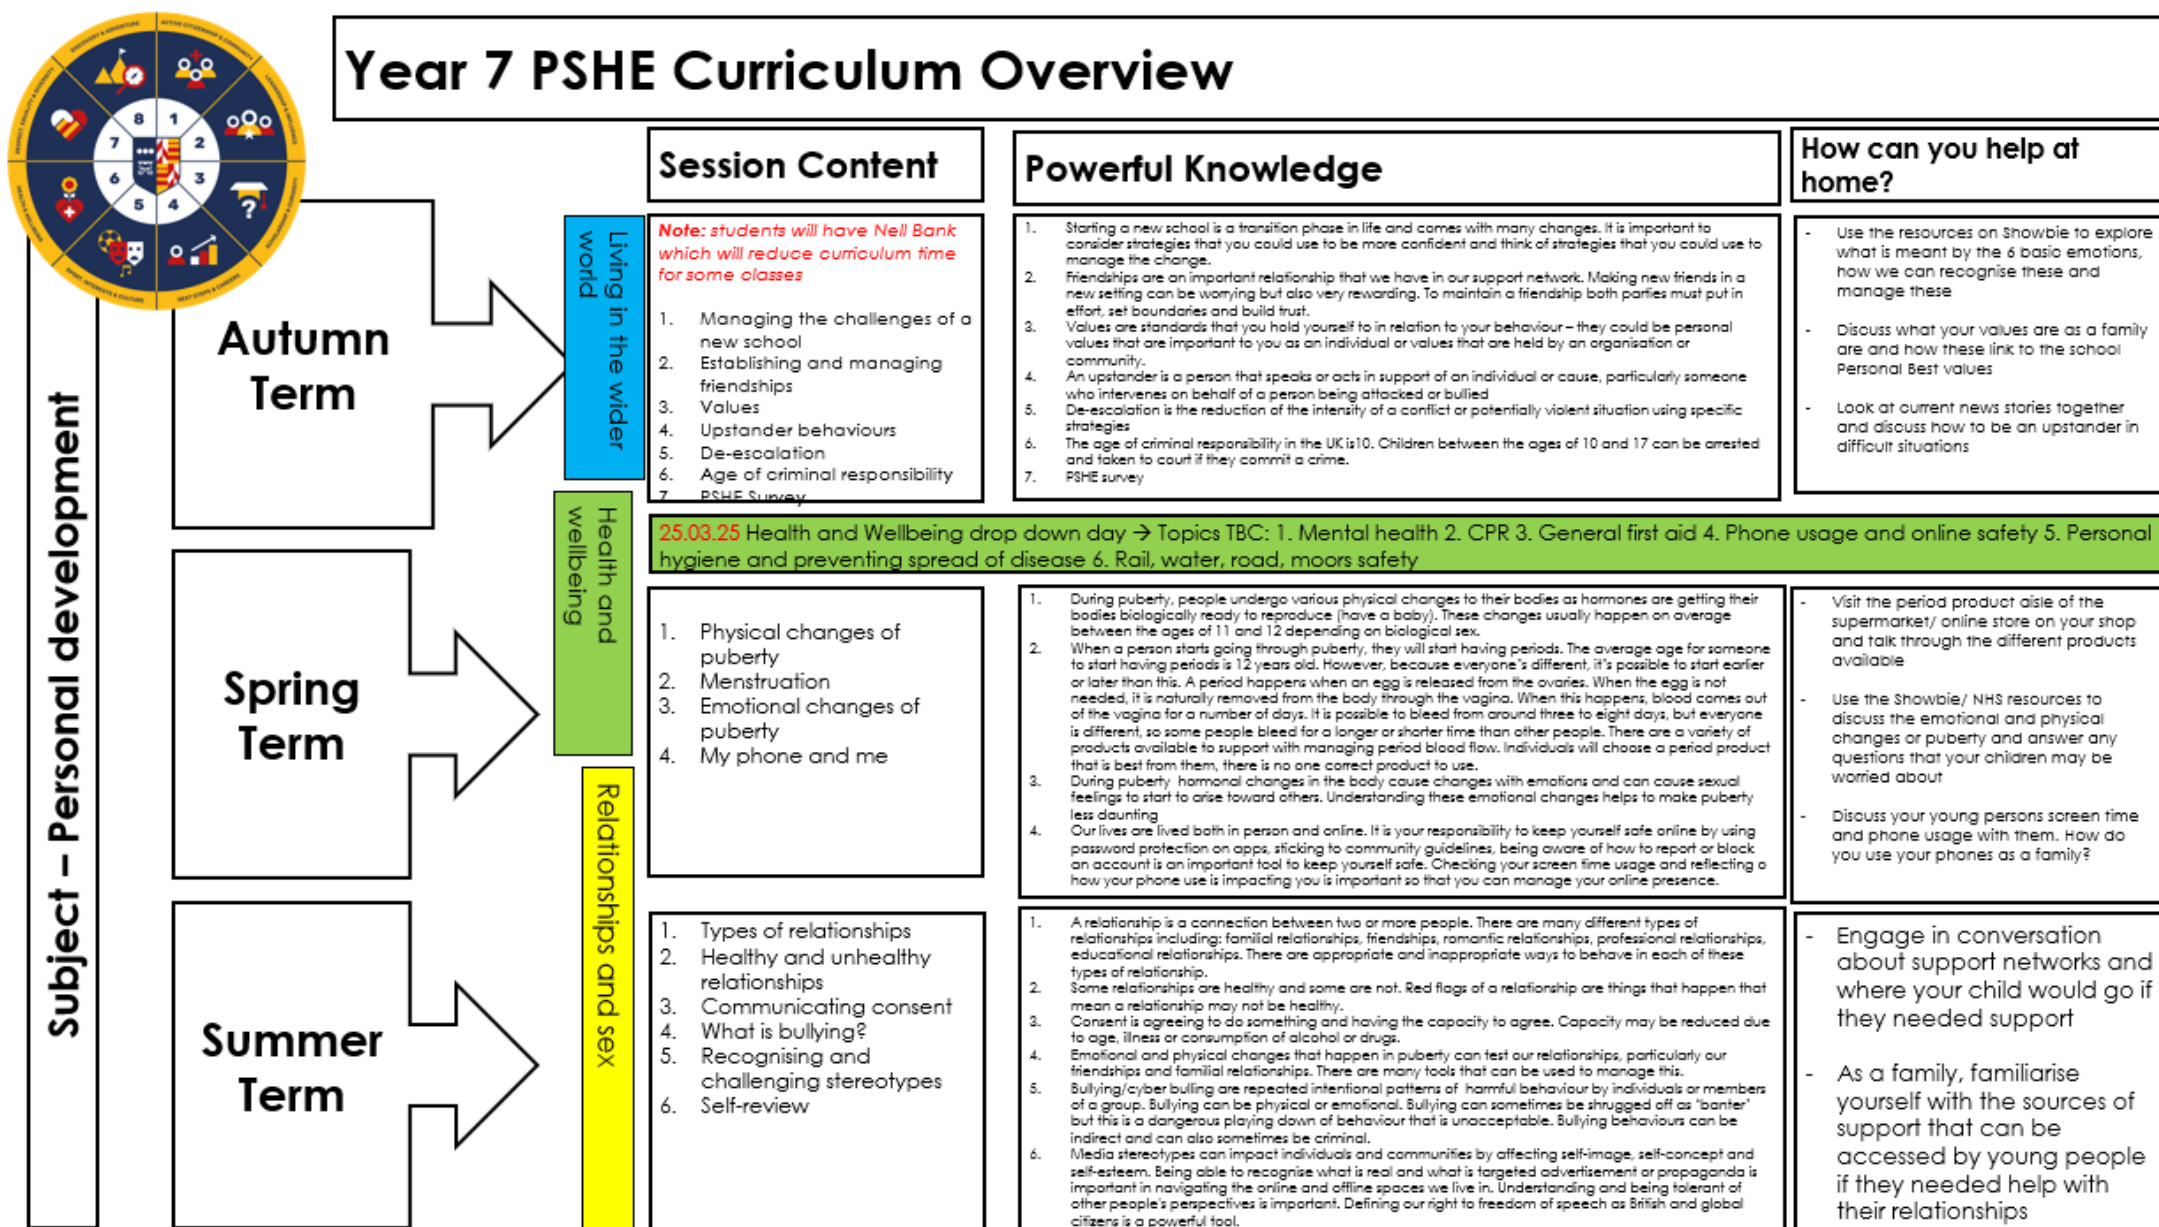 Year 7 PSHE Curriculum Overview
DISCOVERY & ADVENTURE
ACTIVE CITIZENSHIP & COMMUNITY
NEXT STEPS & CAREERS
SPORT, INTERESTS & CULTURE
8 1
7 2
6 3
5 4
Subject – Personal development
Session Content
Powerful Knowledge
How can you help at
home?
Autumn
Term
Living in the wider
world
Note: students will have Nell Bank
which will reduce curriculum time
for some classes
1. Managing the challenges of a
new school
2. Establishing and managing
friendships
3. Values
4. Upstander behaviours
5. De-escalation
6. Age of criminal responsibility
7. PSHE Survey
1. Starting a new school is a transition phase in life and comes with many changes. It is important to
consider strategies that you could use to be more confident and think of strategies that you could use to
manage the change.
2. Friendships are an important relationship that we have in our support network. Making new friends in a
new setting can be worrying but also very rewarding. To maintain a friendship both parties must put in
effort, set boundaries and build trust.
3. Values are standards that you hold yourself to in relation to your behaviour – they could be personal
values that are important to you as an individual or values that are held by an organisation or
community.
4. An upstander is a person that speaks or acts in support of an individual or cause, particularly someone
who intervenes on behalf of a person being attacked or bullied
5. De-escalation is the reduction of the intensity of a conflict or potentially violent situation using specific
strategies
6. The age of criminal responsibility in the UK is10. Children between the ages of 10 and 17 can be arrested
and taken to court if they commit a crime.
7. PSHE survey
- Use the resources on Showbie to explore
what is meant by the 6 basic emotions,
how we can recognise these and
manage these
- Discuss what your values are as a family
are and how these link to the school
Personal Best values
- Look at current news stories together
and discuss how to be an upstander in
difficult situations
Health and
wellbeing
25.03.25 Health and Wellbeing drop down day → Topics TBC: 1. Mental health 2. CPR 3. General first aid 4. Phone usage and online safety 5. Personal
hygiene and preventing spread of disease 6. Rail, water, road, moors safety
Spring
Term
1. Physical changes of
puberty
2. Menstruation
3. Emotional changes of
puberty
4. My phone and me
1. During puberty, people undergo various physical changes to their bodies as hormones are getting their
bodies biologically ready to reproduce (have a baby). These changes usually happen on average
between the ages of 11 and 12 depending on biological sex.
2. When a person starts going through puberty, they will start having periods. The average age for someone
to start having periods is 12 years old. However, because everyone's different, it's possible to start earlier
or later than this. A period happens when an egg is released from the ovaries. When the egg is not
needed, it is naturally removed from the body through the vagina. When this happens, blood comes out
of the vagina for a number of days. It is possible to bleed from around three to eight days, but everyone
is different, so some people bleed for a longer or shorter time than other people. There are a variety of
products available to support with managing period blood flow. Individuals will choose a period product
that is best from them, there is no one correct product to use.
3. During puberty hormonal changes in the body cause changes with emotions and can cause sexual
feelings to start to arise toward others. Understanding these emotional changes helps to make puberty
less daunting
4. Our lives are lived both in person and online. It is your responsibility to keep yourself safe online by using
password protection on apps, sticking to community guidelines, being aware of how to report or block
an account is an important tool to keep yourself safe. Checking your screen time usage and reflecting o
how your phone use is impacting you is important so that you can manage your online presence.
- Visit the period product aisle of the
supermarket/ online store on your shop
and talk through the different products
available
- Use the Showbie/ NHS resources to
discuss the emotional and physical
changes or puberty and answer any
questions that your children may be
worried about
- Discuss your young persons screen time
and phone usage with them. How do
you use your phones as a family?
Relationships and sex
Summer
Term
1. Types of relationships
2. Healthy and unhealthy
relationships
3. Communicating consent
4. What is bullying?
5. Recognising and
challenging stereotypes
6. Self-review
1. A relationship is a connection between two or more people. There are many different types of
relationships including: familial relationships, friendships, romantic relationships, professional relationships,
educational relationships. There are appropriate and inappropriate ways to behave in each of these
types of relationship.
2. Some relationships are healthy and some are not. Red flags of a relationship are things that happen that
mean a relationship may not be healthy.
3. Consent is agreeing to do something and having the capacity to agree. Capacity may be reduced due
to age, illness or consumption of alcohol or drugs.
4. Emotional and physical changes that happen in puberty can test our relationships, particularly our
friendships and familial relationships. There are many tools that can be used to manage this.
5. Bullying/cyber bulling are repeated intentional patterns of harmful behaviour by individuals or members
of a group. Bullying can be physical or emotional. Bullying can sometimes be shrugged off as "banter"
but this is a dangerous playing down of behaviour that is unacceptable. Bullying behaviours can be
indirect and can also sometimes be criminal.
6. Media stereotypes can impact individuals and communities by affecting self-image, self-concept and
self-esteem. Being able to recognise what is real and what is targeted advertisement or propaganda is
important in navigating the online and offline spaces we live in. Understanding and being tolerant of
other people's perspectives is important. Defining our right to freedom of speech as British and global
citizens is a powerful tool.
- Engage in conversation
about support networks and
where your child would go if
they needed support
- As a family, familiarise
yourself with the sources of
support that can be
accessed by young people
if they needed help with
their relationships